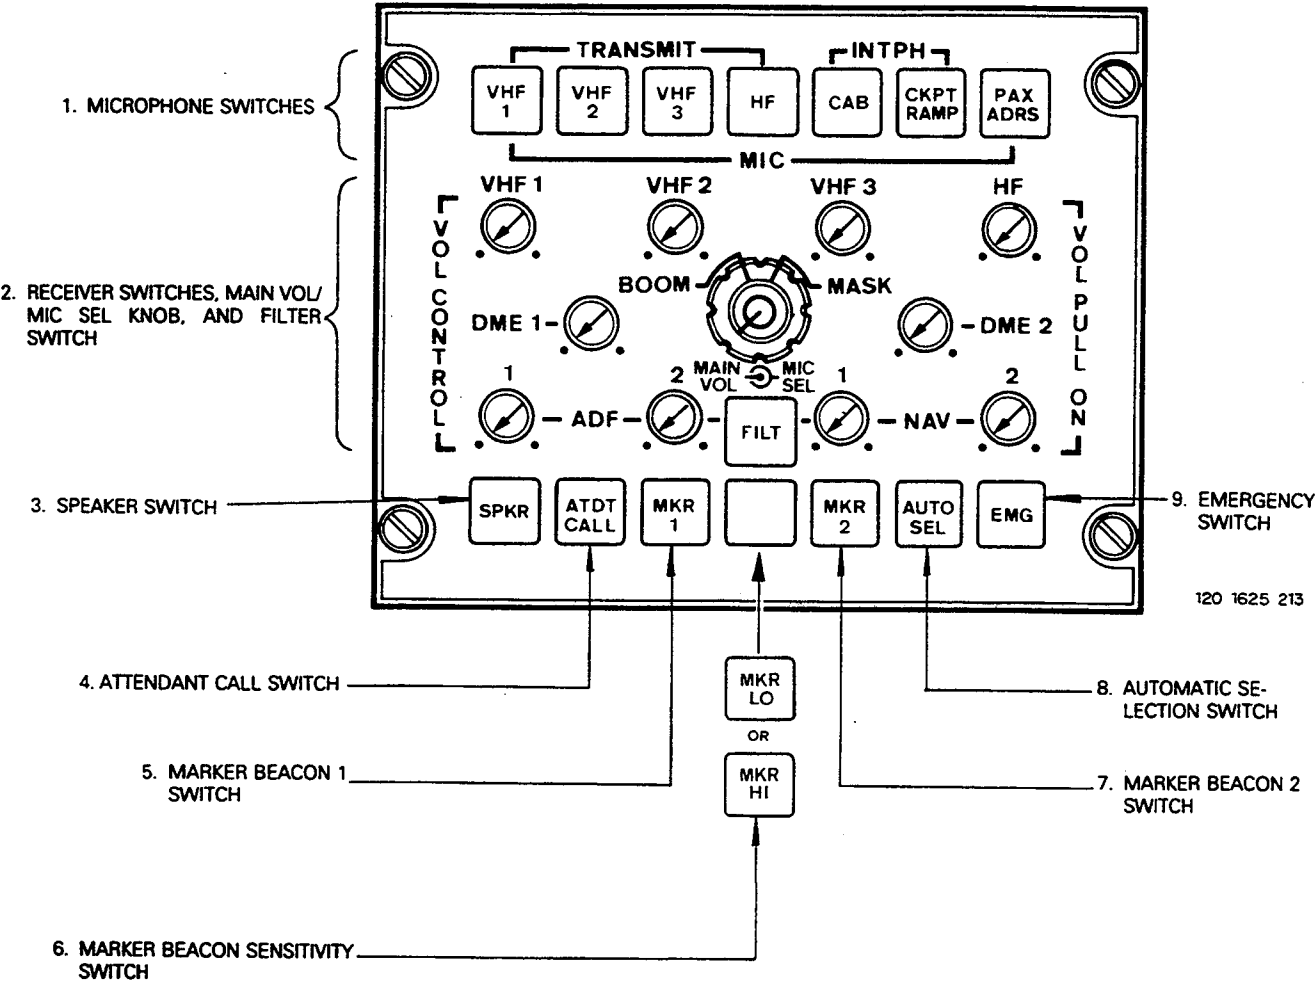 TRANSMIT
INTPH
1. MICROPHONE SWITCHES
VHF
1
VHF
2
VHF
3
HF
CAB
CKPT
RAMP
PAX
ADRS
MIC
VHF 1
VHF 2
VHF 3
HF
VOL CONTROL
VOL PULL ON
2. RECEIVER SWITCHES, MAIN VOL/
MIC SEL KNOB, AND FILTER
SWITCH
BOOM
MASK
DME 1
DME 2
MAIN
VOL
MIC
SEL
1
2
1
2
ADF
NAV
FILT
3. SPEAKER SWITCH
SPKR
ATDT
CALL
MKR
1
MKR
2
AUTO
SEL
EMG
9. EMERGENCY
SWITCH
120 1625 213
4. ATTENDANT CALL SWITCH
MKR
LO
OR
MKR
HI
8. AUTOMATIC SE-
LECTION SWITCH
5. MARKER BEACON 1
SWITCH
7. MARKER BEACON 2
SWITCH
6. MARKER BEACON SENSITIVITY
SWITCH